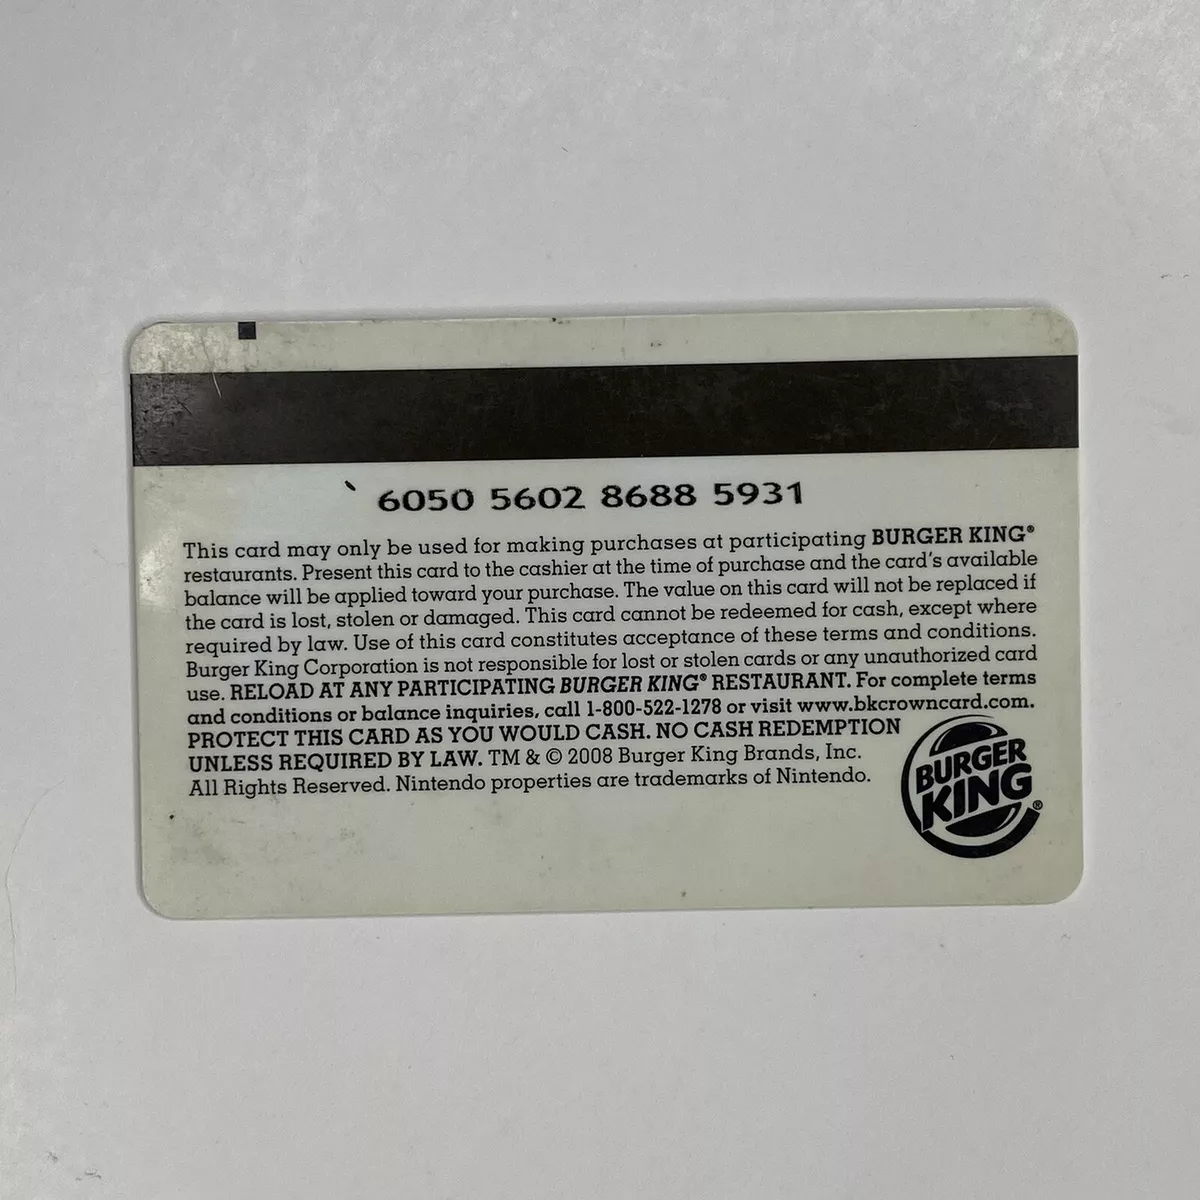 6050 5602 8688 5931
This card may only be used for making purchases at participating BURGER KING®
restaurants. Present this card to the cashier at the time of purchase and the card's available
balance will be applied toward your purchase. The value on this card will not be replaced if
the card is lost, stolen or damaged. This card cannot be redeemed for cash, except where
required by law. Use of this card constitutes acceptance of these terms and conditions.
Burger King Corporation is not responsible for lost or stolen cards or any unauthorized card
use. RELOAD AT ANY PARTICIPATING BURGER KING® RESTAURANT. For complete terms
and conditions or balance inquiries, call 1-800-522-1278 or visit www.bkcrowncard.com.
PROTECT THIS CARD AS YOU WOULD CASH. NO CASH REDEMPTION
UNLESS REQUIRED BY LAW. TM & © 2008 Burger King Brands, Inc.
All Rights Reserved. Nintendo properties are trademarks of Nintendo.
BURGER
KING®